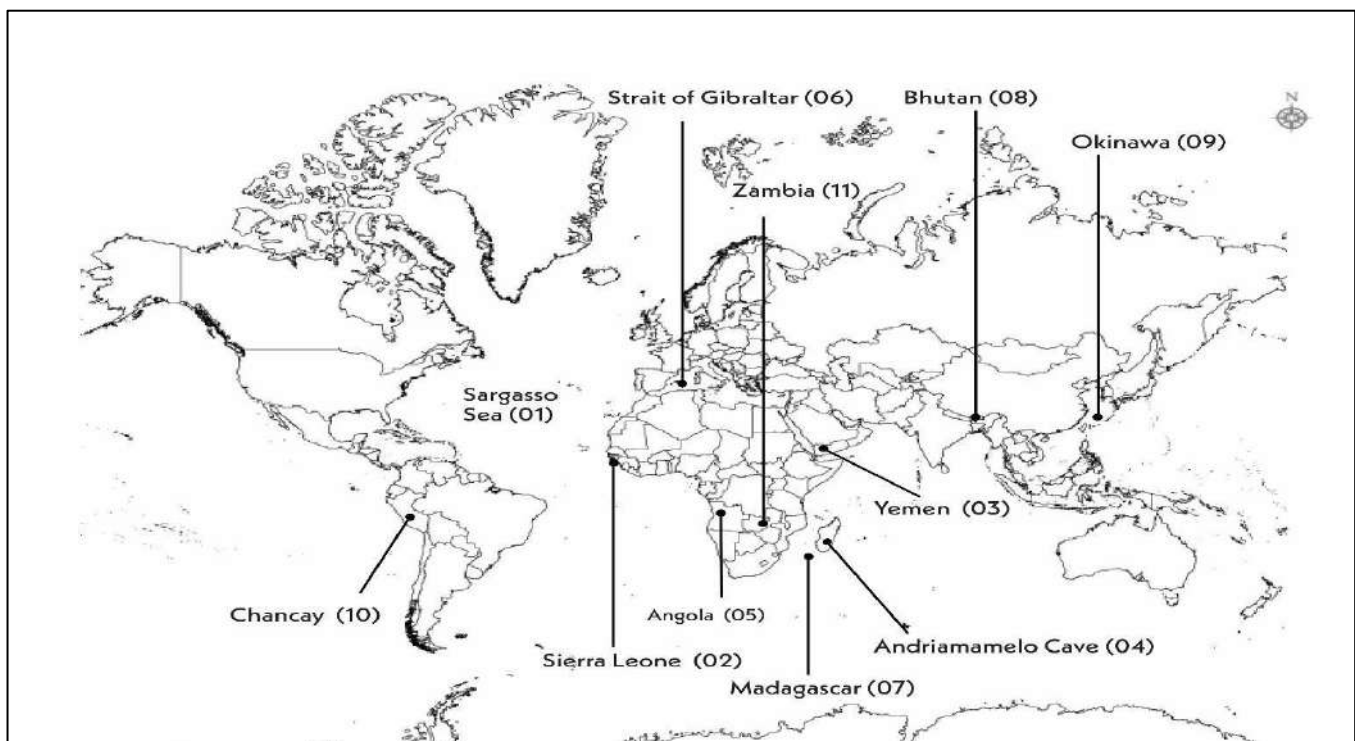 Strait of Gibraltar (06)
Bhutan (08)
N
Okinawa (09)
Zambia (11)
Sargasso
Sea (01)
Yemen (03)
Chancay (10)
Angola (05)
Andriamamelo Cave (04)
Sierra Leone (02)
Madagascar (07)